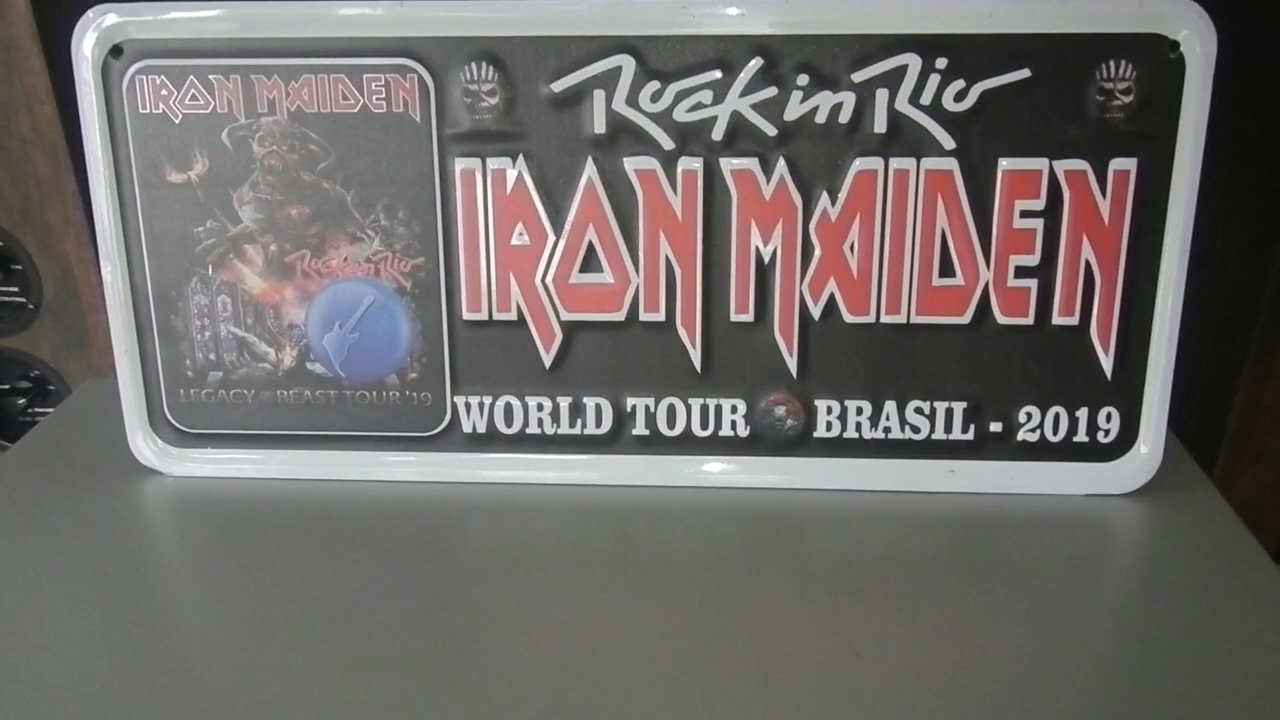 IRON MAIDEN
Rock in Rio
LEGACY OF BEAST TOUR '19
Rock in Rio
IRON MAIDEN
WORLD TOUR BRASIL - 2019